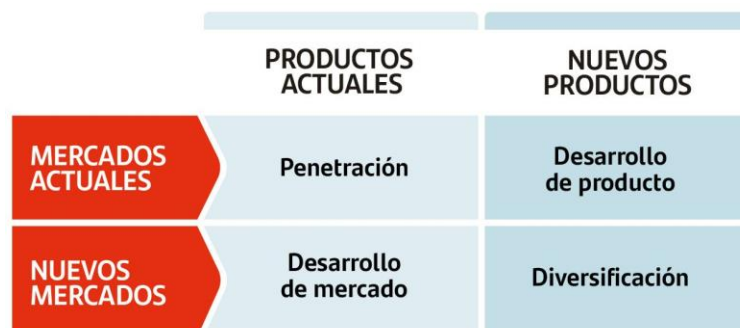 PRODUCTOS
ACTUALES
NUEVOS
PRODUCTOS
MERCADOS
ACTUALES
Penetración
Desarrollo
de producto
NUEVOS
MERCADOS
Desarrollo
de mercado
Diversificación